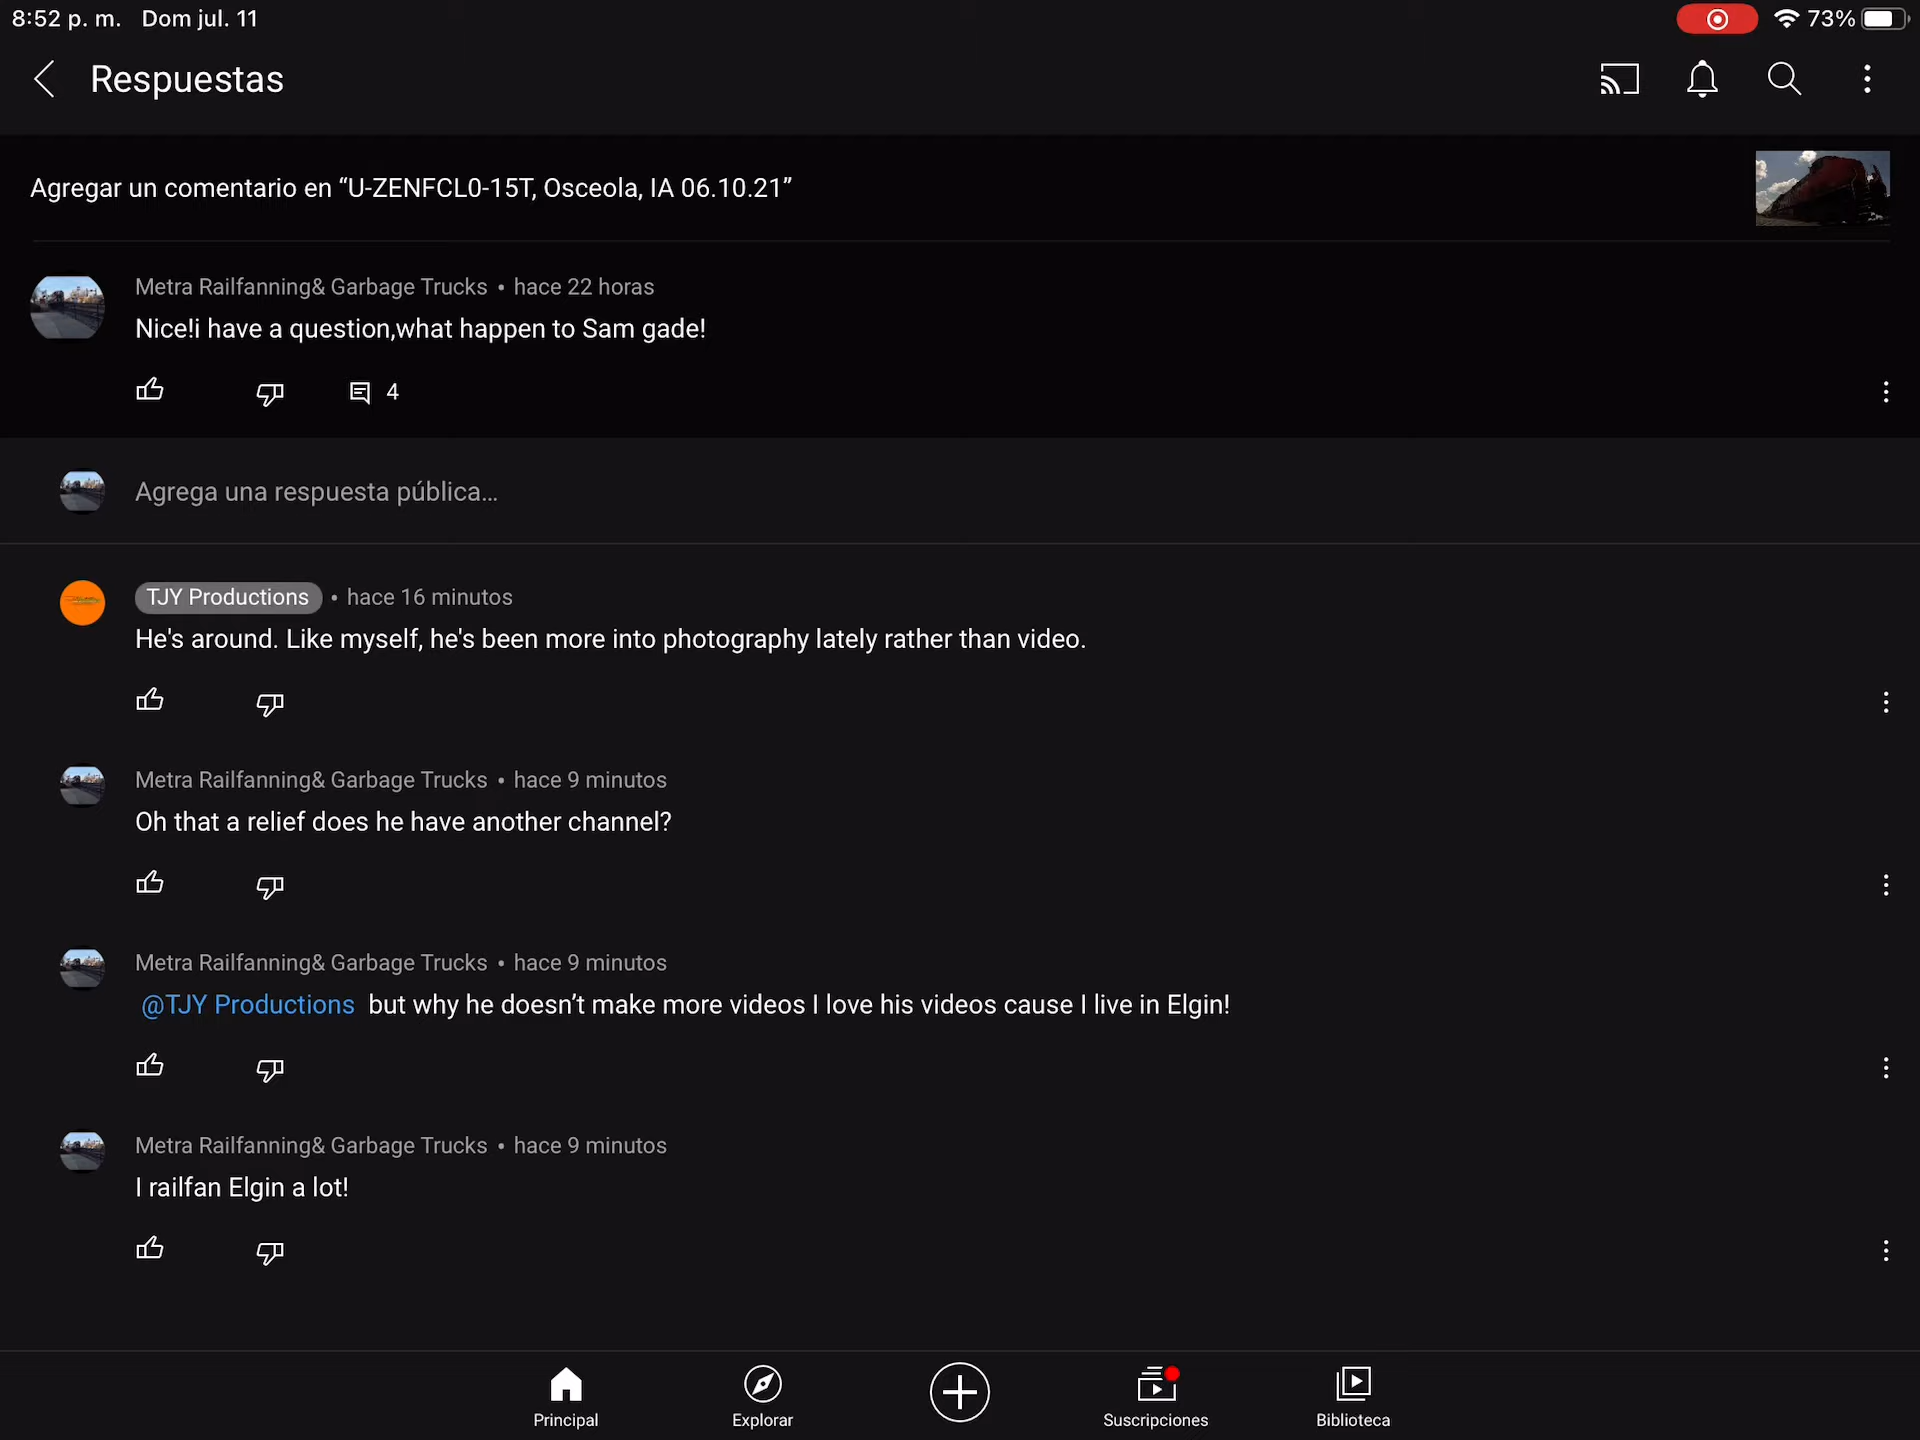 8:52 p. m. Dom jul. 11 73%
Respuestas
Agregar un comentario en “U-ZENFCL0-15T, Osceola, IA 06.10.21”
Metra Railfanning& Garbage Trucks • hace 22 horas
Nice!i have a question,what happen to Sam gade!
4
Agrega una respuesta pública...
TJY Productions • hace 16 minutos
He's around. Like myself, he's been more into photography lately rather than video.
Metra Railfanning& Garbage Trucks • hace 9 minutos
Oh that a relief does he have another channel?
Metra Railfanning& Garbage Trucks • hace 9 minutos
@TJY Productions but why he doesn’t make more videos I love his videos cause I live in Elgin!
Metra Railfanning& Garbage Trucks • hace 9 minutos
I railfan Elgin a lot!
Principal Explorar Suscripciones Biblioteca